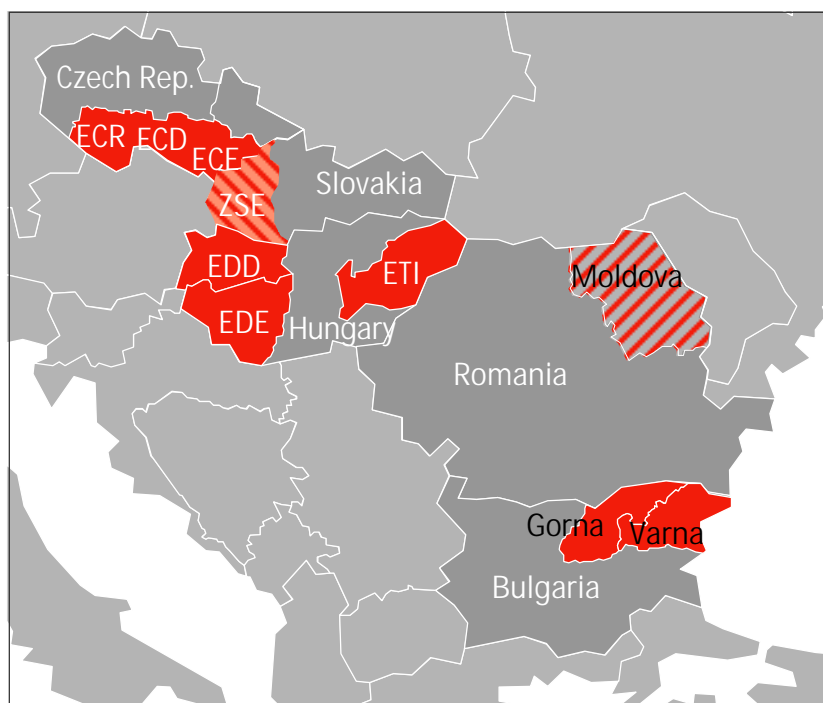 Czech Rep.
ECR
ECD
ECE
Slovakia
ZSE
EDD
ETI
Moldova
EDE
Hungary
Romania
Gorna
Varna
Bulgaria